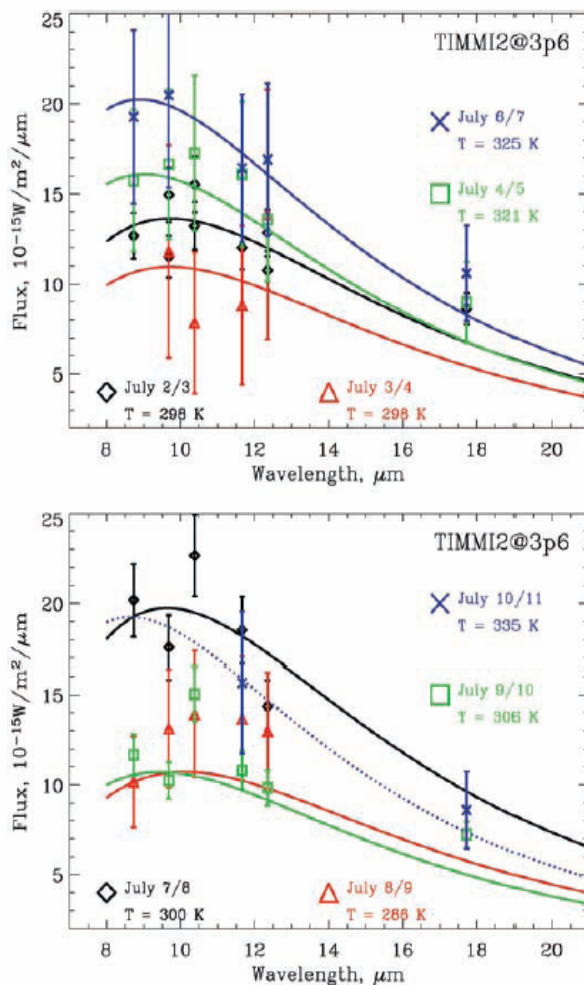 TIMMI2@3p6
25
20
15
10
5
Flux, 10⁻¹⁵W/m²/μm
July 6/7
T = 325 K
July 4/5
T = 321 K
July 2/3
T = 298 K
July 3/4
T = 298 K
8 10 12 14 16 18 20
Wavelength, μm
TIMMI2@3p6
25
20
15
10
5
Flux, 10⁻¹⁵W/m²/μm
July 10/11
T = 335 K
July 9/10
T = 306 K
July 7/8
T = 300 K
July 8/9
T = 286 K
8 10 12 14 16 18 20
Wavelength, μm